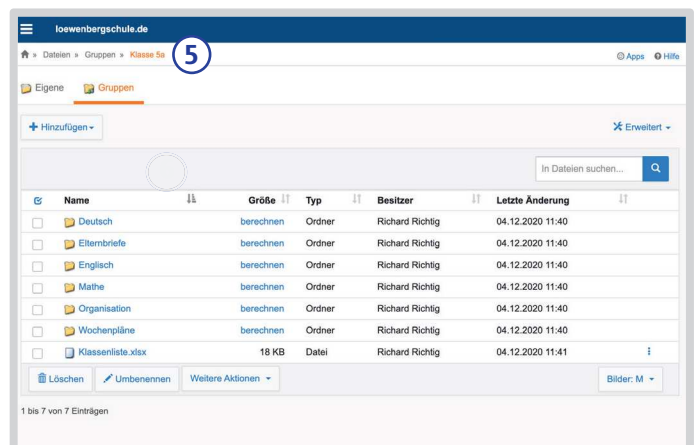 loewenbergschule.de
» Dateien » Gruppen » Klasse 5a
5
Apps Hilfe
Eigene Gruppen
Hinzufügen Erweitert
In Dateien suchen...
Name Größe Typ Besitzer Letzte Änderung
Deutsch berechnen Ordner Richard Richtig 04.12.2020 11:40
Elternbriefe berechnen Ordner Richard Richtig 04.12.2020 11:40
Englisch berechnen Ordner Richard Richtig 04.12.2020 11:40
Mathe berechnen Ordner Richard Richtig 04.12.2020 11:40
Organisation berechnen Ordner Richard Richtig 04.12.2020 11:40
Wochenpläne berechnen Ordner Richard Richtig 04.12.2020 11:40
Klassenliste.xlsx 18 KB Datei Richard Richtig 04.12.2020 11:41
Löschen Umbenennen Weitere Aktionen Bilder: M
1 bis 7 von 7 Einträgen